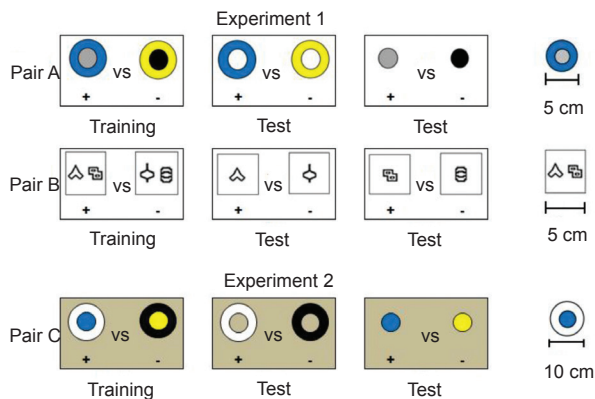 Experiment 1
Pair A vs vs vs
+ - + - + -
Training Test Test 5 cm
Pair B vs vs vs
+ - + - + -
Training Test Test 5 cm
Experiment 2
Pair C vs vs vs
+ - + - + -
Training Test Test 10 cm